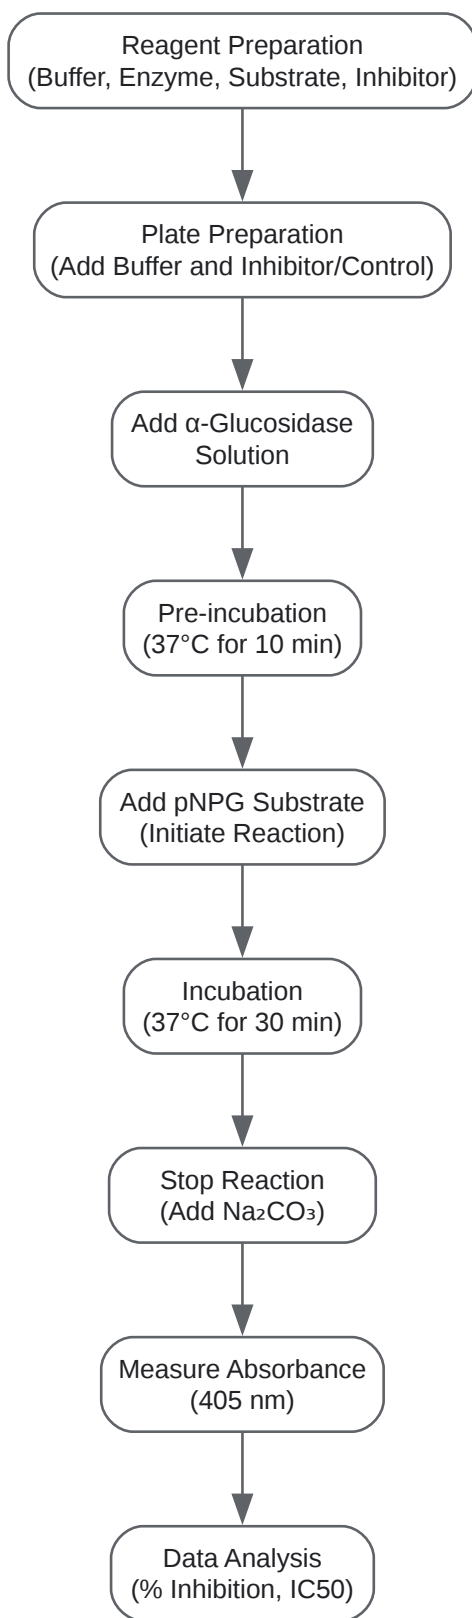 Reagent Preparation
(Buffer, Enzyme, Substrate, Inhibitor)
Plate Preparation
(Add Buffer and Inhibitor/Control)
Add α-Glucosidase
Solution
Pre-incubation
(37°C for 10 min)
Add pNPG Substrate
(Initiate Reaction)
Incubation
(37°C for 30 min)
Stop Reaction
(Add Na₂CO₃)
Measure Absorbance
(405 nm)
Data Analysis
(% Inhibition, IC50)